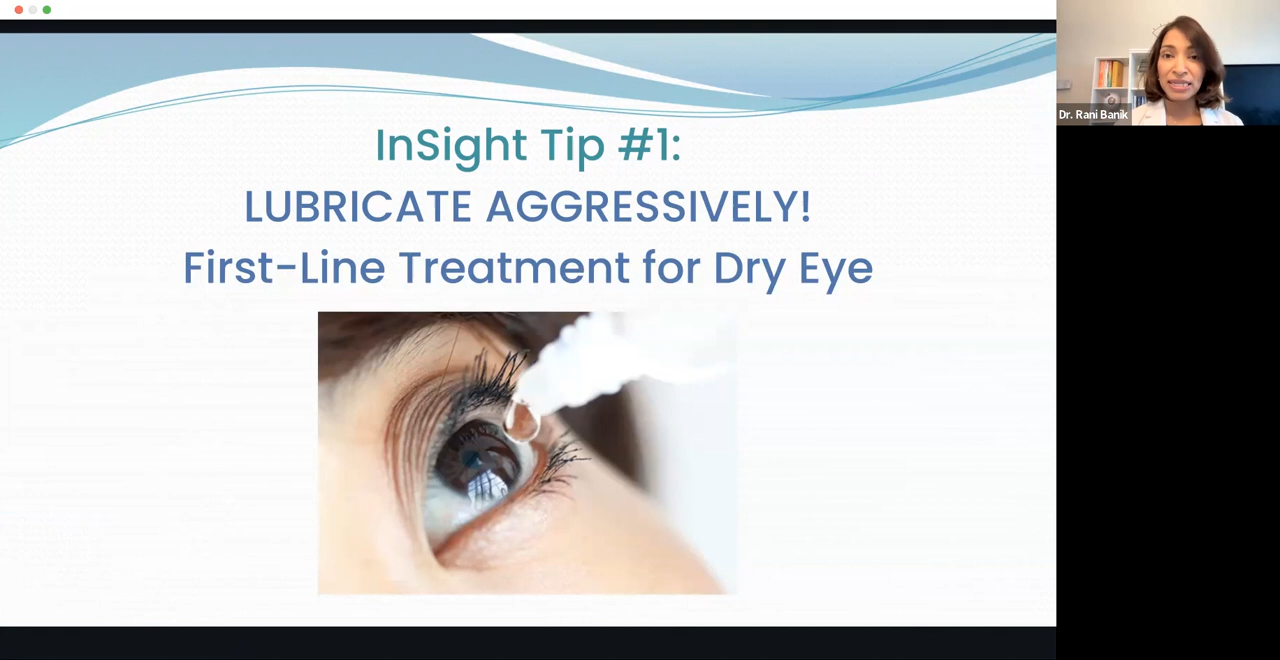 InSight Tip #1:
LUBRICATE AGGRESSIVELY!
First-Line Treatment for Dry Eye
Dr. Rani Banik